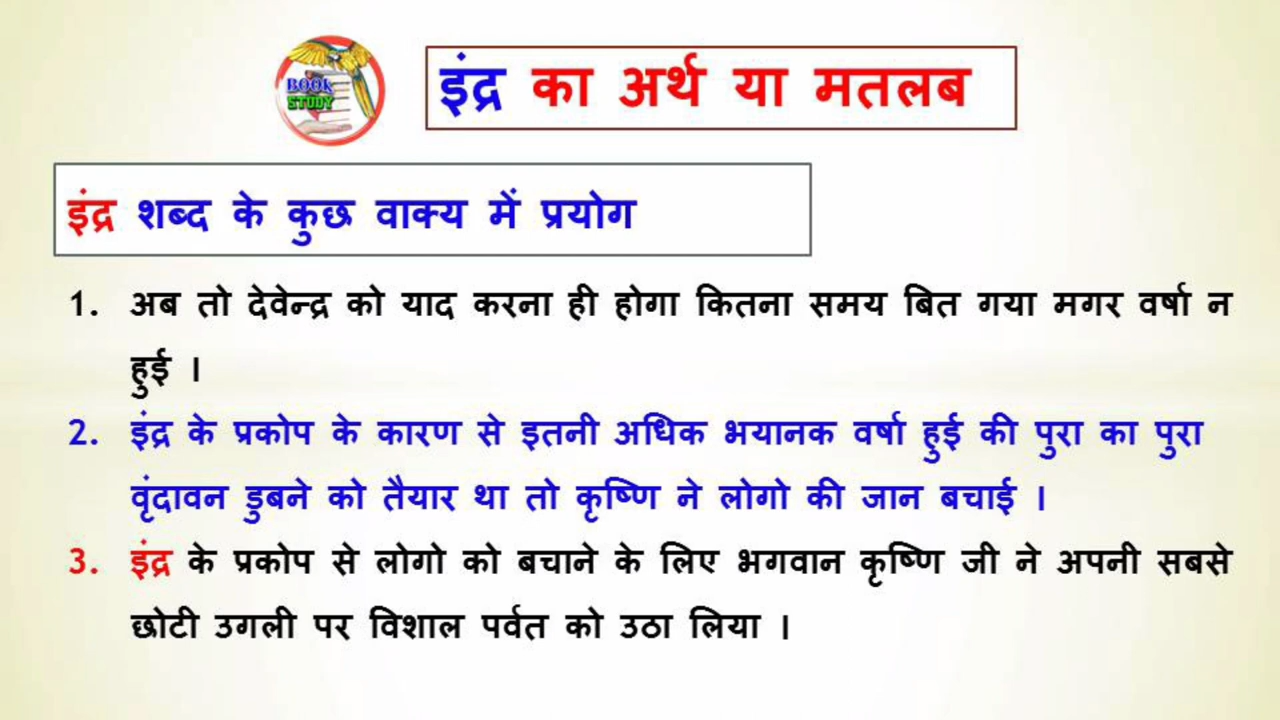 BOOK
STUDY
इंद्र का अर्थ या मतलब
इंद्र शब्द के कुछ वाक्य में प्रयोग
1. अब तो देवेन्द्र को याद करना ही होगा कितना समय बित गया मगर वर्षा न
हुई ।
2. इंद्र के प्रकोप के कारण से इतनी अधिक भयानक वर्षा हुई की पुरा का पुरा
वृंदावन डुबने को तैयार था तो कृष्णि ने लोगो की जान बचाई ।
3. इंद्र के प्रकोप से लोगो को बचाने के लिए भगवान कृष्णि जी ने अपनी सबसे
छोटी उगली पर विशाल पर्वत को उठा लिया ।